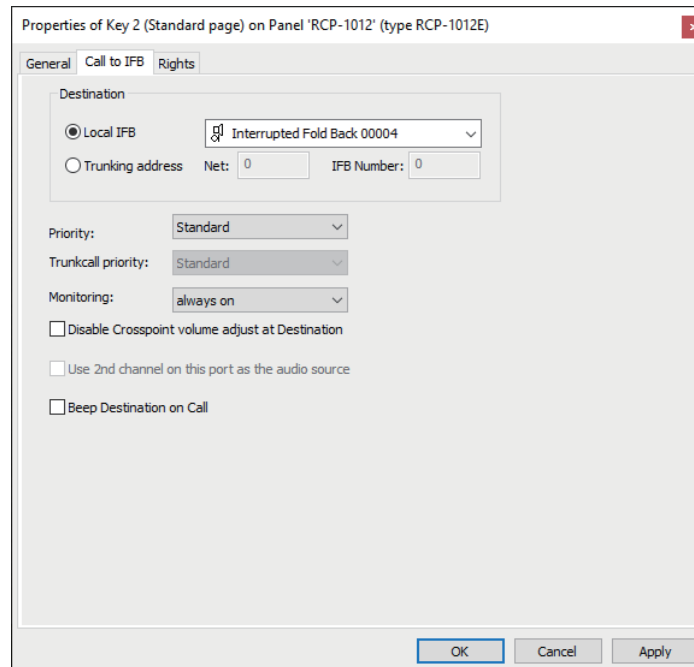 Properties of Key 2 (Standard page) on Panel 'RCP-1012' (type RCP-1012E)
General Call to IFB Rights
Destination
Local IFB Interrupted Fold Back 00004
Trunking address Net: 0 IFB Number: 0
Priority: Standard
Trunkcall priority: Standard
Monitoring: always on
Disable Crosspoint volume adjust at Destination
Use 2nd channel on this port as the audio source
Beep Destination on Call
OK Cancel Apply